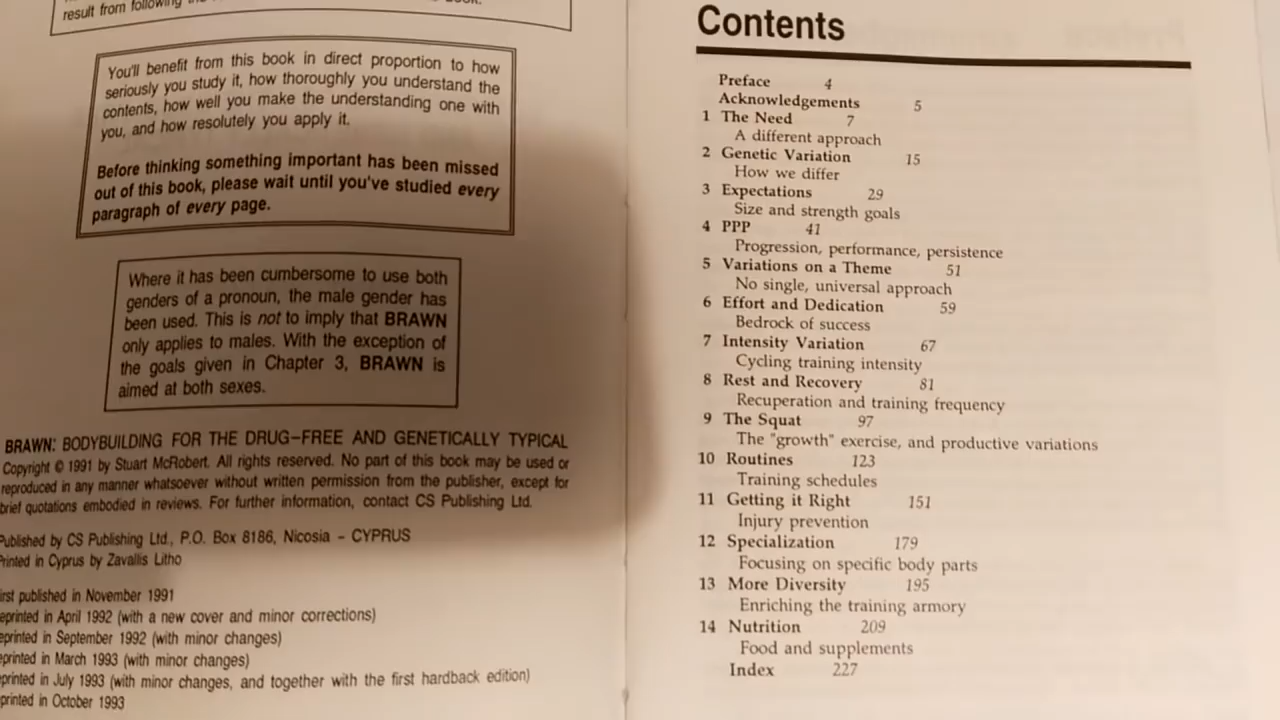 result from following
You'll benefit from this book in direct proportion to how
seriously you study it, how thoroughly you understand the
contents, how well you make the understanding one with
you, and how resolutely you apply it.
Before thinking something important has been missed
out of this book, please wait until you've studied every
paragraph of every page.
Where it has been cumbersome to use both
genders of a pronoun, the male gender has
been used. This is not to imply that BRAWN
only applies to males. With the exception of
the goals given in Chapter 3, BRAWN is
aimed at both sexes.
BRAWN: BODYBUILDING FOR THE DRUG-FREE AND GENETICALLY TYPICAL
Copyright © 1991 by Stuart McRobert. All rights reserved. No part of this book may be used or
reproduced in any manner whatsoever without written permission from the publisher, except for
brief quotations embodied in reviews. For further information, contact CS Publishing Ltd.
Published by CS Publishing Ltd., P.O. Box 8186, Nicosia - CYPRUS
Printed in Cyprus by Zavallis Litho
irst published in November 1991
eprinted in April 1992 (with a new cover and minor corrections)
eprinted in September 1992 (with minor changes)
eprinted in March 1993 (with minor changes)
eprinted in July 1993 (with minor changes, and together with the first hardback edition)
printed in October 1993
Contents
Preface 4
Acknowledgements 5
1 The Need 7
A different approach
2 Genetic Variation 15
How we differ
3 Expectations 29
Size and strength goals
4 PPP 41
Progression, performance, persistence
5 Variations on a Theme 51
No single, universal approach
6 Effort and Dedication 59
Bedrock of success
7 Intensity Variation 67
Cycling training intensity
8 Rest and Recovery 81
Recuperation and training frequency
9 The Squat 97
The "growth" exercise, and productive variations
10 Routines 123
Training schedules
11 Getting it Right 151
Injury prevention
12 Specialization 179
Focusing on specific body parts
13 More Diversity 195
Enriching the training armory
14 Nutrition 209
Food and supplements
Index 227